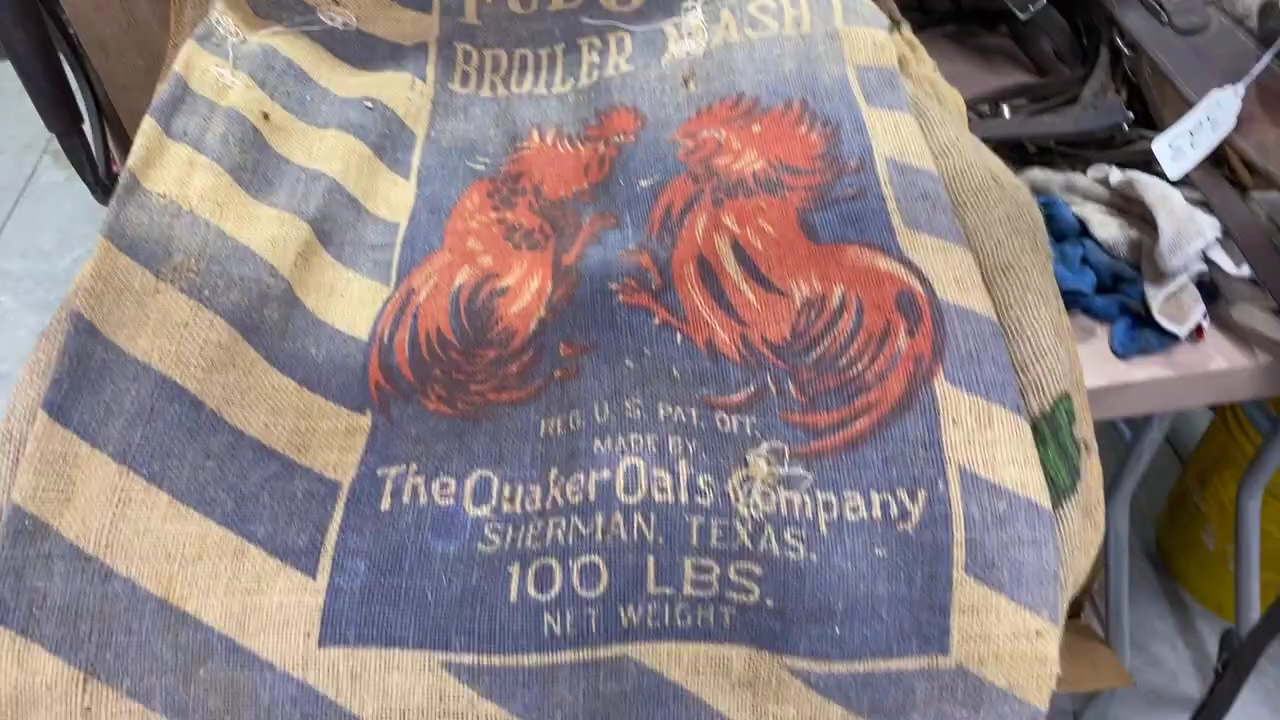 BROILER MASH
REG. U. S. PAT. OFF.
MADE BY
The Quaker Oats Company
SHERMAN, TEXAS.
100 LBS.
NET WEIGHT